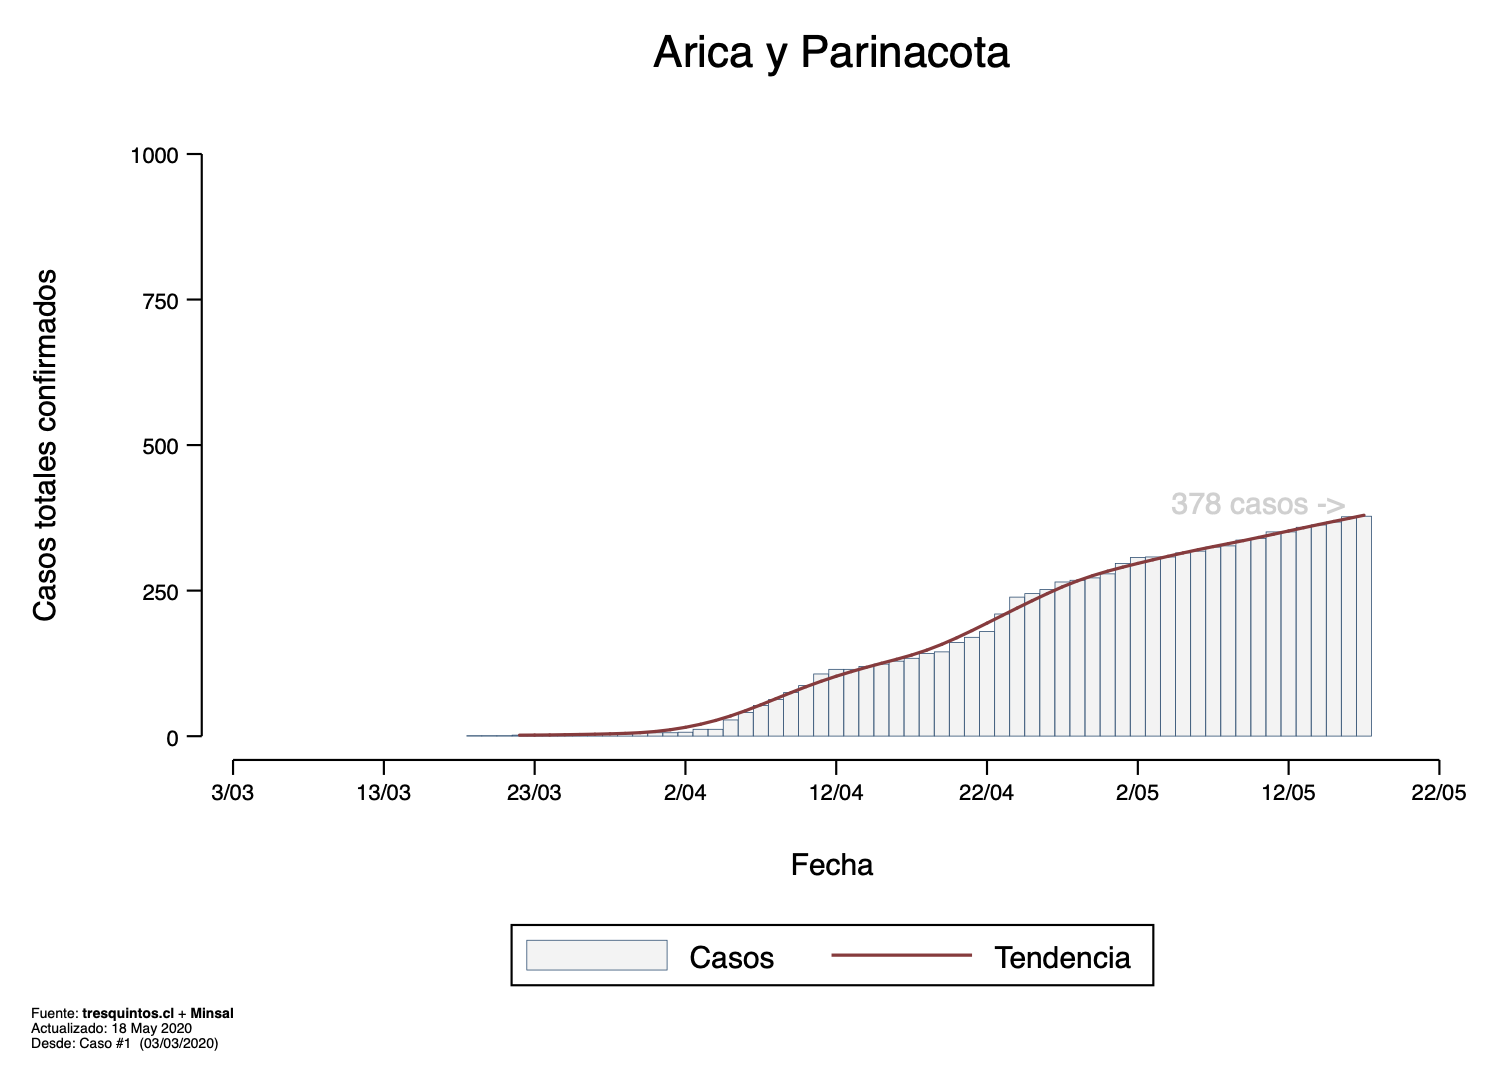 Arica y Parinacota
Casos totales confirmados
1000
750
500
250
0
378 casos ->
3/03 13/03 23/03 2/04 12/04 22/04 2/05 12/05 22/05
Fecha
Casos Tendencia
Fuente: tresquintos.cl + Minsal
Actualizado: 18 May 2020
Desde: Caso #1 (03/03/2020)